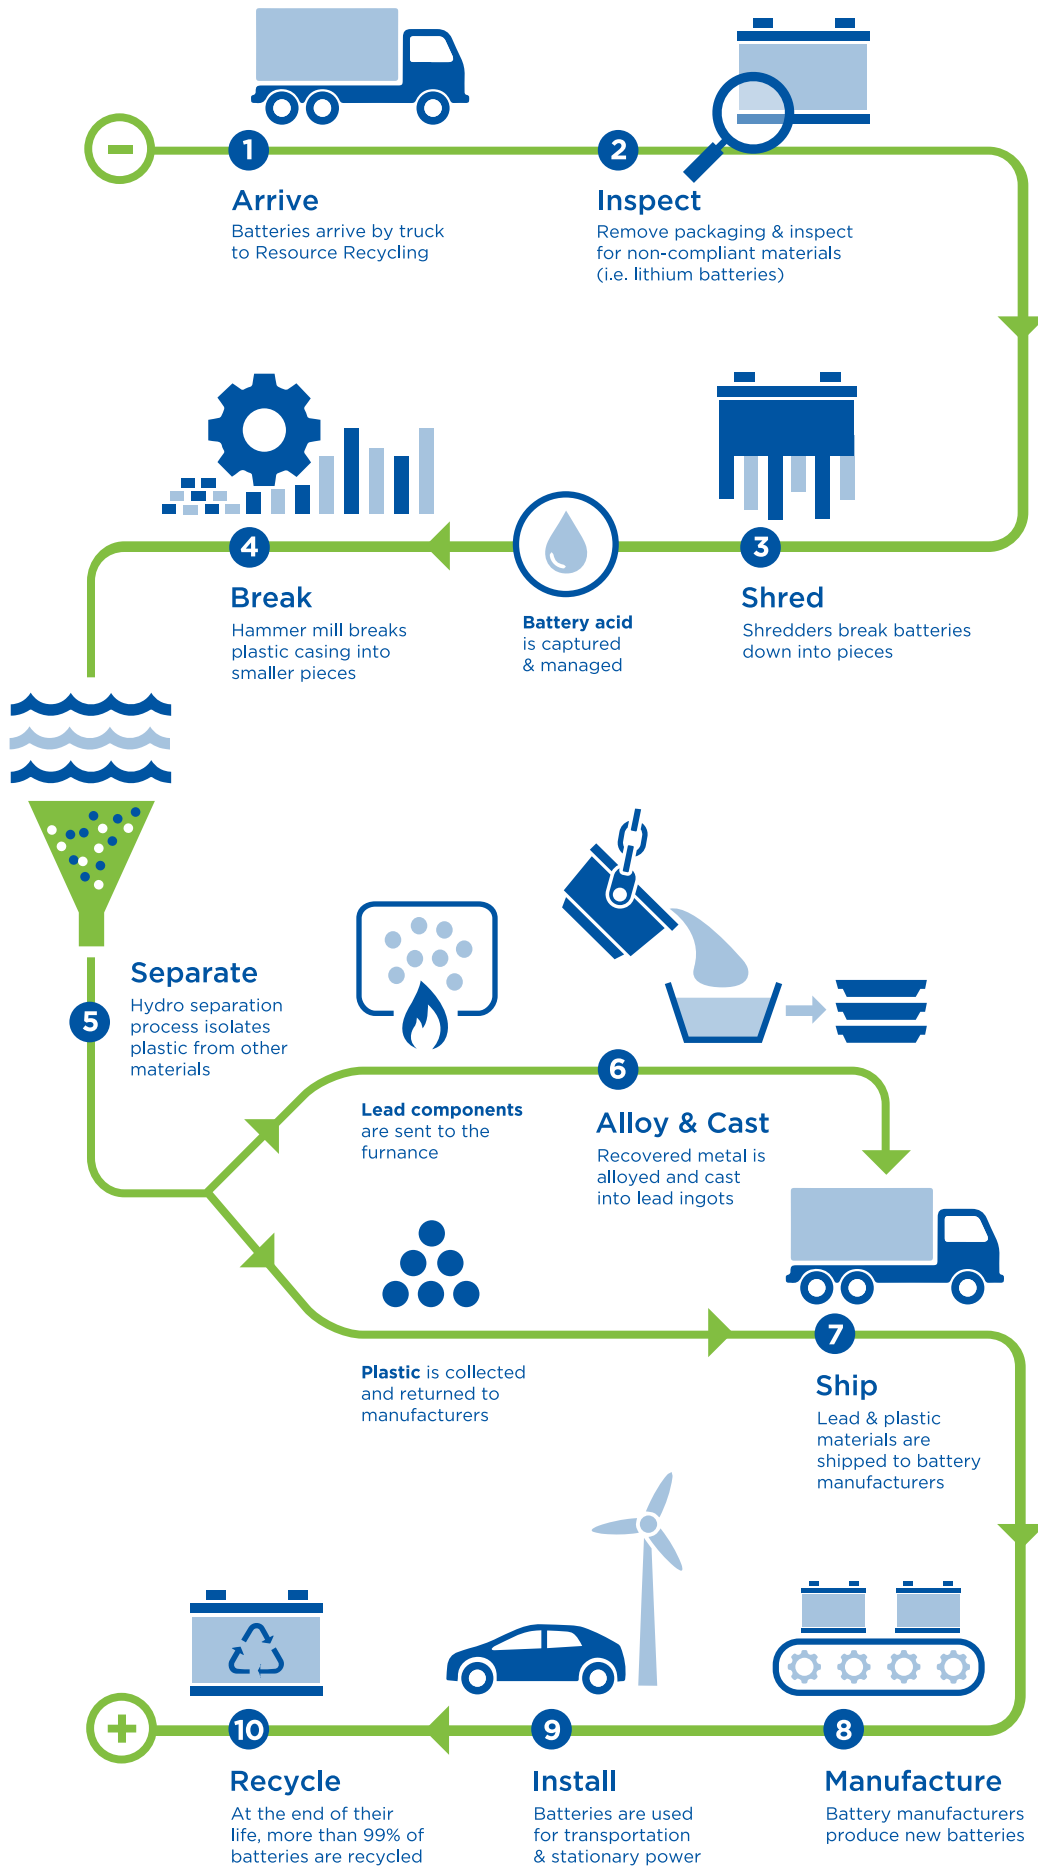 1
Arrive
Batteries arrive by truck
to Resource Recycling
2
Inspect
Remove packaging & inspect
for non-compliant materials
(i.e. lithium batteries)
3
Shred
Shredders break batteries
down into pieces
Battery acid
is captured
& managed
4
Break
Hammer mill breaks
plastic casing into
smaller pieces
5
Separate
Hydro separation
process isolates
plastic from other
materials
Lead components
are sent to the
furnance
6
Alloy & Cast
Recovered metal is
alloyed and cast
into lead ingots
Plastic is collected
and returned to
manufacturers
7
Ship
Lead & plastic
materials are
shipped to battery
manufacturers
8
Manufacture
Battery manufacturers
produce new batteries
9
Install
Batteries are used
for transportation
& stationary power
10
Recycle
At the end of their
life, more than 99% of
batteries are recycled